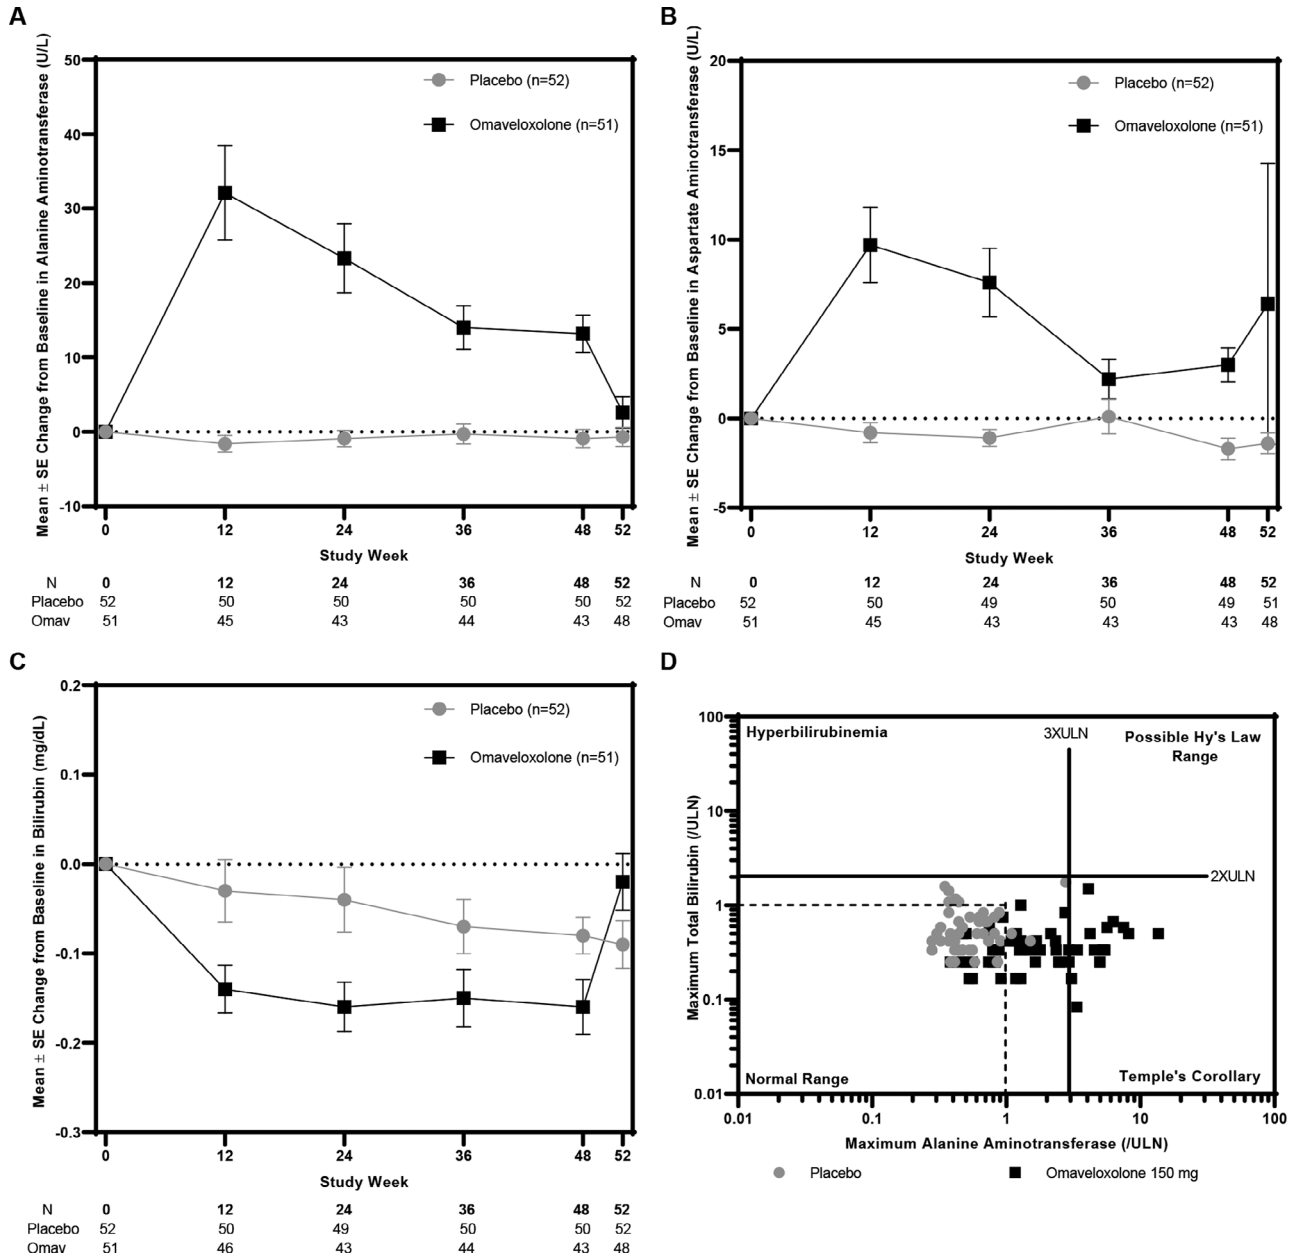 A
Mean ± SE Change from Baseline in Alanine Aminotransferase (U/L)
50
40
30
20
10
0
-10
Placebo (n=52)
Omaveloxolone (n=51)
0 12 24 36 48 52
Study Week
N 0 12 24 36 48 52
Placebo 52 50 50 50 50 52
Omav 51 45 43 44 43 48
B
Mean ± SE Change from Baseline in Aspartate Aminotransferase (U/L)
20
15
10
5
0
-5
Placebo (n=52)
Omaveloxolone (n=51)
0 12 24 36 48 52
Study Week
N 0 12 24 36 48 52
Placebo 52 50 49 50 49 51
Omav 51 45 43 43 43 48
C
Mean ± SE Change from Baseline in Bilirubin (mg/dL)
0.2
0.1
0.0
-0.1
-0.2
-0.3
Placebo (n=52)
Omaveloxolone (n=51)
0 12 24 36 48 52
Study Week
N 0 12 24 36 48 52
Placebo 52 50 49 50 50 52
Omav 51 46 43 44 43 48
D
Maximum Total Bilirubin (/ULN)
100
10
1
0.1
0.01
Hyperbilirubinemia
3XULN
Possible Hy's Law
Range
2XULN
Normal Range
Temple's Corollary
0.01 0.1 1 10 100
Maximum Alanine Aminotransferase (/ULN)
Placebo
Omaveloxolone 150 mg